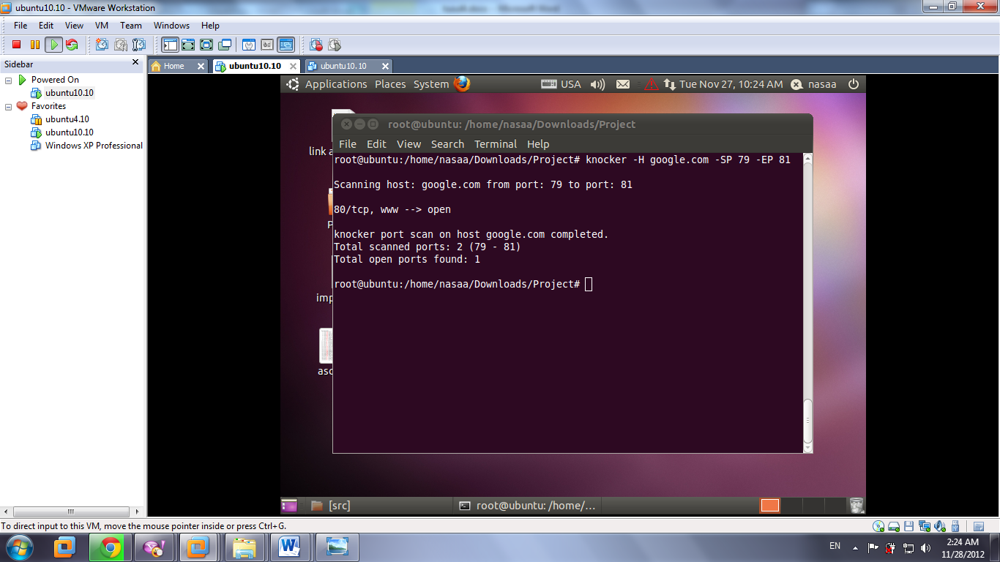 ubuntu10.10 - VMware Workstation
File Edit View VM Team Windows Help
Sidebar
Powered On
ubuntu10.10
Favorites
ubuntu4.10
ubuntu10.10
Windows XP Professional
Home
ubuntu10.10
ubuntu10.10
Applications Places System
USA
Tue Nov 27, 10:24 AM
nasaa
link a
P
imp
asc
root@ubuntu: /home/nasaa/Downloads/Project
File Edit View Search Terminal Help
root@ubuntu:/home/nasaa/Downloads/Project# knocker -H google.com -SP 79 -EP 81
Scanning host: google.com from port: 79 to port: 81
80/tcp, www --> open
knocker port scan on host google.com completed.
Total scanned ports: 2 (79 - 81)
Total open ports found: 1
root@ubuntu:/home/nasaa/Downloads/Project#
[src]
root@ubuntu: /home/...
To direct input to this VM, move the mouse pointer inside or press Ctrl+G.
EN
2:24 AM
11/28/2012